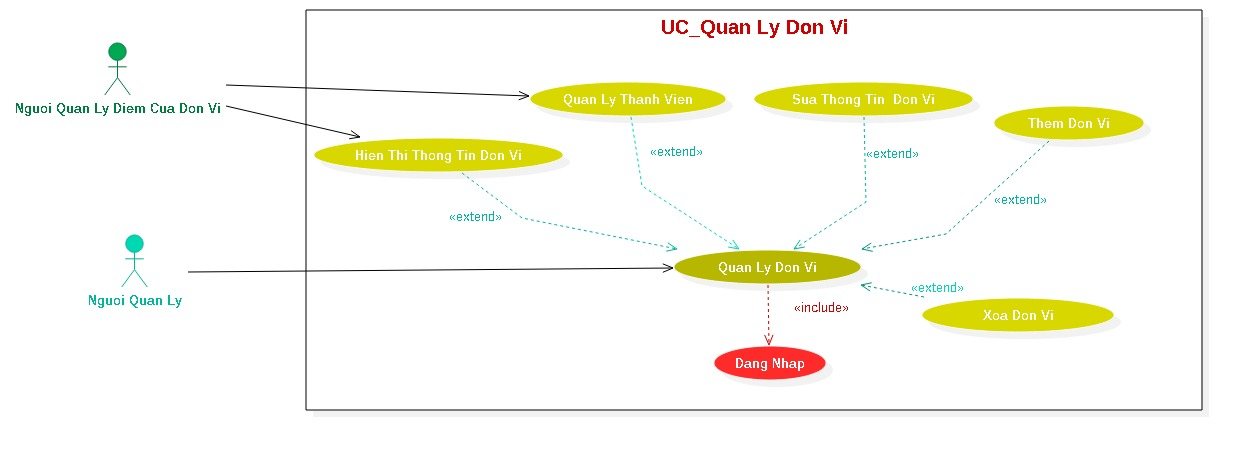 UC_Quan Ly Don Vi
Nguoi Quan Ly Diem Cua Don Vi
Quan Ly Thanh Vien
Sua Thong Tin  Don Vi
Them Don Vi
Hien Thi Thong Tin Don Vi
«extend»
«extend»
«extend»
«extend»
Nguoi Quan Ly
Quan Ly Don Vi
«extend»
«include»
Xoa Don Vi
Dang Nhap